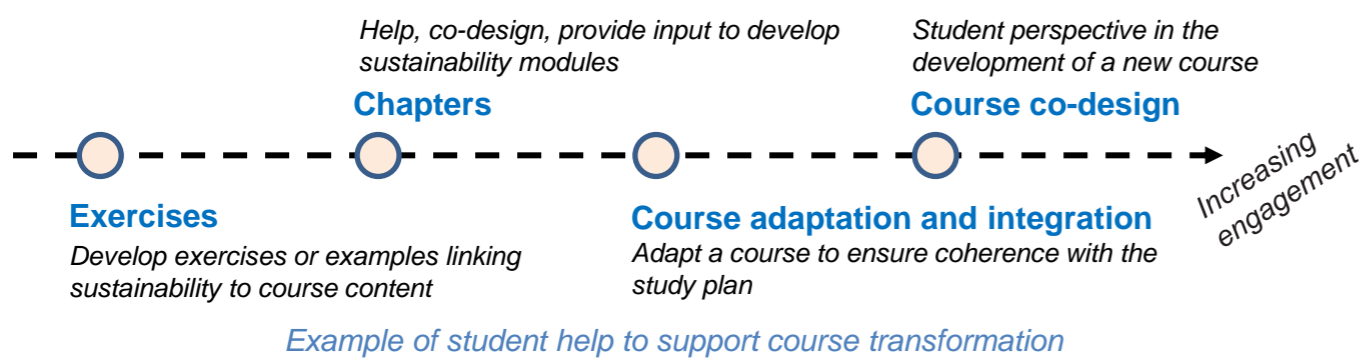 Help, co-design, provide input to develop
sustainability modules
Chapters
Student perspective in the
development of a new course
Course co-design
Increasing
engagement
Exercises
Develop exercises or examples linking
sustainability to course content
Course adaptation and integration
Adapt a course to ensure coherence with the
study plan
Example of student help to support course transformation